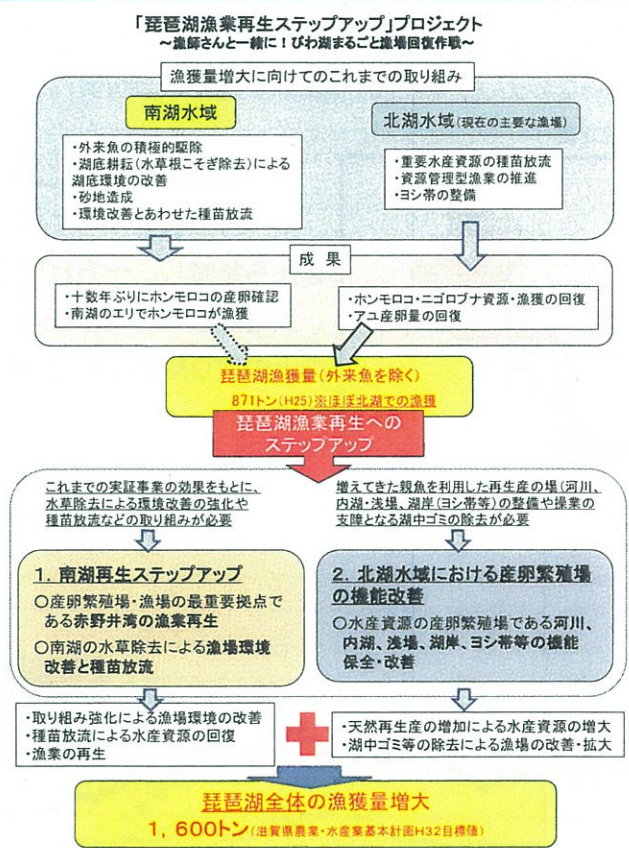 「琵琶湖漁業再生ステップアップ」プロジェクト
～漁師さんと一緒に！びわ湖まるごと漁場回復作戦～
漁獲量増大に向けてのこれまでの取り組み
南湖水域
・外来魚の積極的駆除
・湖底耕耘(水草根こそぎ除去)による
湖底環境の改善
・砂地造成
・環境改善とあわせた種苗放流
北湖水域(現在の主要な漁場)
・重要水産資源の種苗放流
・資源管理型漁業の推進
・ヨシ帯の整備
成 果
・十数年ぶりにホンモロコの産卵確認
・南湖のエリでホンモロコが漁獲
・ホンモロコ・ニゴロブナ資源・漁獲の回復
・アユ産卵量の回復
琵琶湖漁獲量(外来魚を除く)
871トン(H25)※ほぼ北湖での漁獲
琵琶湖漁業再生への
ステップアップ
これまでの実証事業の効果をもとに、
水草除去による環境改善の強化や
種苗放流などの取り組みが必要
増えてきた親魚を利用した再生産の場(河川、
内湖・浅場、湖岸(ヨシ帯等)の整備や操業の
支障となる湖中ゴミの除去が必要
1. 南湖再生ステップアップ
○産卵繁殖場・漁場の最重要拠点で
ある赤野井湾の漁業再生
○南湖の水草除去による漁場環境
改善と種苗放流
2. 北湖水域における産卵繁殖場
の機能改善
○水産資源の産卵繁殖場である河川、
内湖、浅場、湖岸、ヨシ帯等の機能
保全・改善
・取り組み強化による漁場環境の改善
・種苗放流による水産資源の回復
・漁業の再生
・天然再生産の増加による水産資源の増大
・湖中ゴミ等の除去による漁場の改善・拡大
琵琶湖全体の漁獲量増大
1, 600トン(滋賀県農業・水産業基本計画H32目標値)